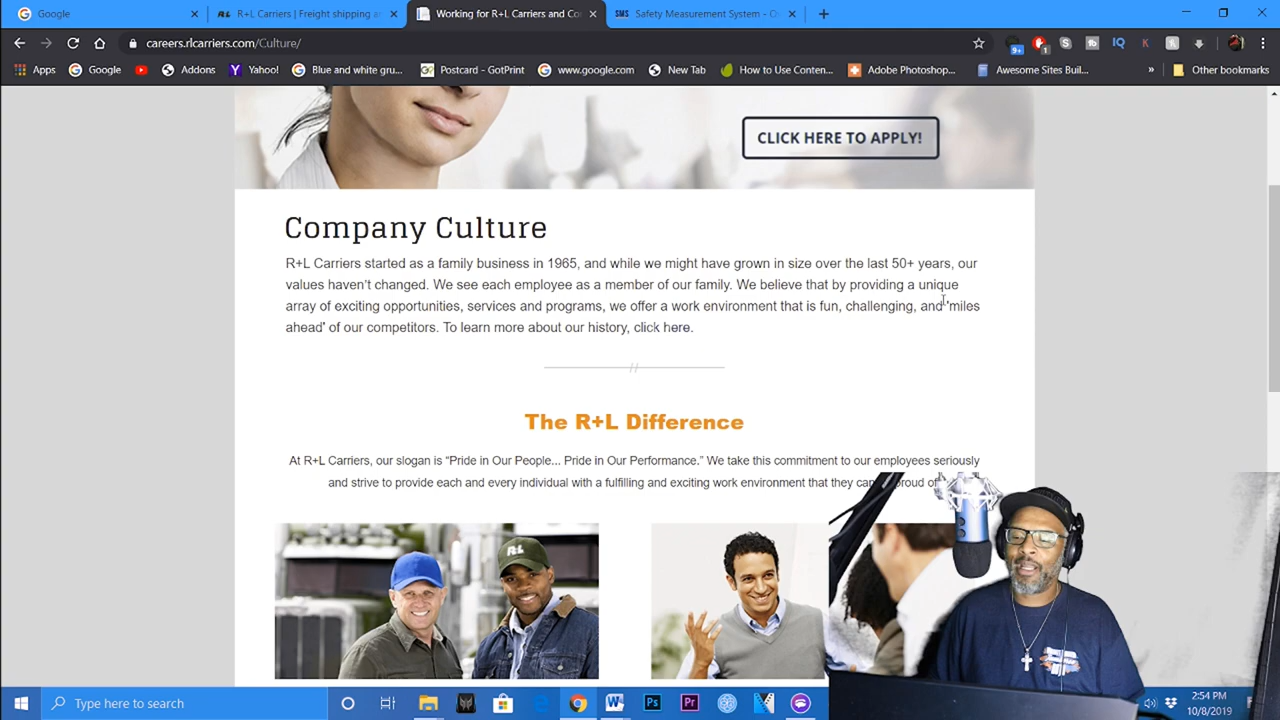 Google
R+L Carriers | Freight shipping a
Working for R+L Carriers and Co
SMS
Safety Measurement System - O
careers.rlcarriers.com/Culture/
9+
1
IQ
K
Apps
Google
Addons
Yahoo!
Blue and white gru...
Postcard - GotPrint
www.google.com
New Tab
How to Use Conten...
Adobe Photoshop...
Awesome Sites Buil...
»
Other bookmarks
CLICK HERE TO APPLY!
Company Culture
R+L Carriers started as a family business in 1965, and while we might have grown in size over the last 50+ years, our
values haven't changed. We see each employee as a member of our family. We believe that by providing a unique
array of exciting opportunities, services and programs, we offer a work environment that is fun, challenging, and 'miles
ahead' of our competitors. To learn more about our history, click here.
The R+L Difference
At R+L Carriers, our slogan is “Pride in Our People... Pride in Our Performance.” We take this commitment to our employees seriously
and strive to provide each and every individual with a fulfilling and exciting work environment that they can proud of
R+L
Type here to search
Ps
Pr
2:54 PM
10/8/2019